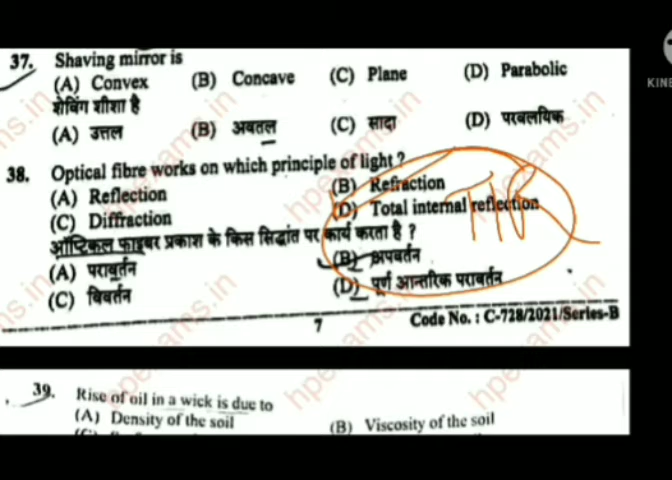 37. Shaving mirror is
(A) Convex (B) Concave (C) Plane (D) Parabolic
शेविंग शीशा है
(A) उत्तल (B) अवतल (C) सादा (D) परवलयिक
38. Optical fibre works on which principle of light ?
(A) Reflection (B) Refraction
(C) Diffraction (D) Total internal reflection
ऑप्टिकल फाइबर प्रकाश के किस सिद्धांत पर कार्य करता है ?
(A) परावर्तन (B) अपवर्तन
(C) विवर्तन (D) पूर्ण आन्तरिक परावर्तन
7 Code No. : C-728/2021/Series-B
39. Rise of oil in a wick is due to
(A) Density of the soil (B) Viscosity of the soil
KINE
hpexams.in